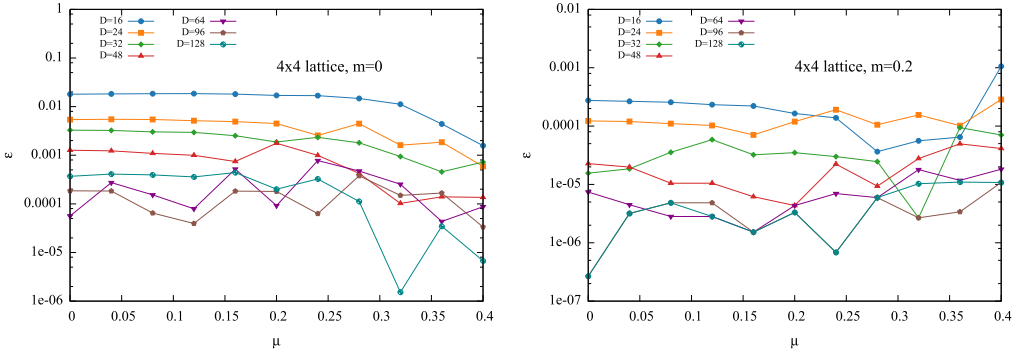 1
0.1
0.01
0.001
0.0001
1e-05
1e-06
ε
D=16
D=24
D=32
D=48
D=64
D=96
D=128
4x4 lattice, m=0
0 0.05 0.1 0.15 0.2 0.25 0.3 0.35 0.4
μ
0.01
0.001
0.0001
1e-05
1e-06
1e-07
ε
D=16
D=24
D=32
D=48
D=64
D=96
D=128
4x4 lattice, m=0.2
0 0.05 0.1 0.15 0.2 0.25 0.3 0.35 0.4
μ